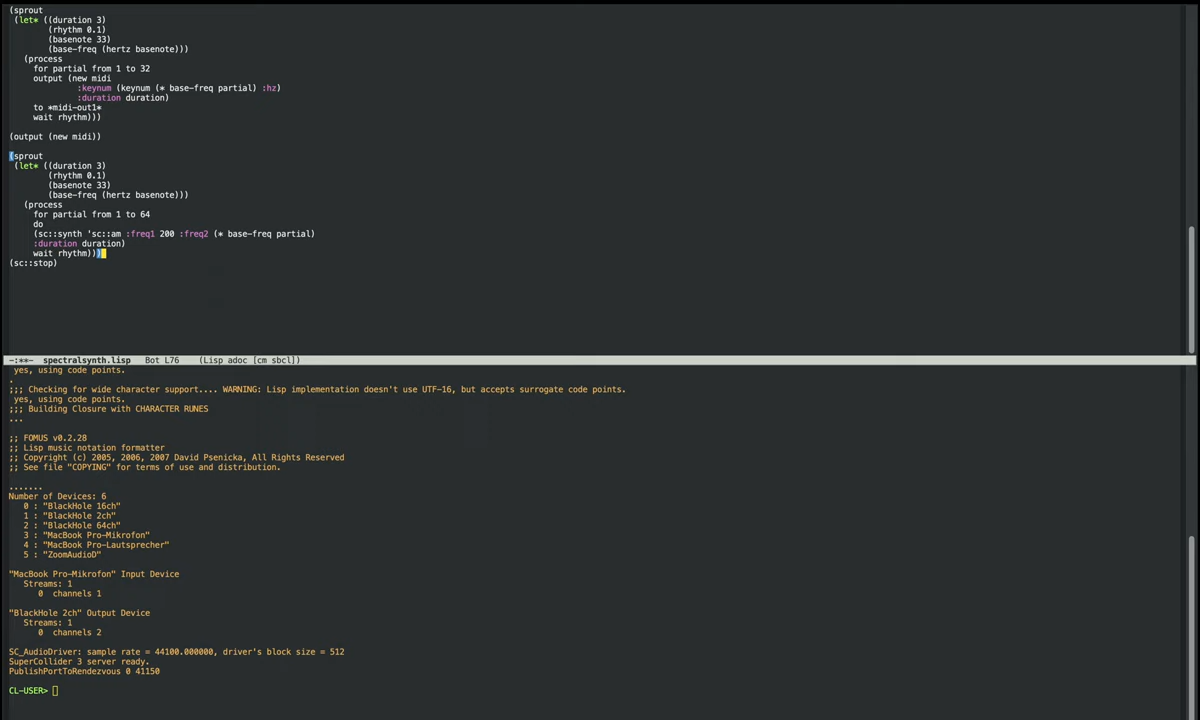 (sprout
(let* ((duration 3)
(rhythm 0.1)
(basenote 33)
(base-freq (hertz basenote)))
(process
for partial from 1 to 32
output (new midi
:keynum (keynum (* base-freq partial) :hz)
:duration duration)
to *midi-out1*
wait rhythm)))
(output (new midi))
(sprout
(let* ((duration 3)
(rhythm 0.1)
(basenote 33)
(base-freq (hertz basenote)))
(process
for partial from 1 to 64
do
(sc::synth 'sc::am :freq1 200 :freq2 (* base-freq partial)
:duration duration)
wait rhythm)))
(sc::stop)
-:**- spectralsynth.lisp Bot L76 (Lisp adoc [cm sbcl])
yes, using code points.
.
;;; Checking for wide character support.... WARNING: Lisp implementation doesn't use UTF-16, but accepts surrogate code points.
yes, using code points.
;;; Building Closure with CHARACTER RUNES
...
;; FOMUS v0.2.28
;; Lisp music notation formatter
;; Copyright (c) 2005, 2006, 2007 David Psenicka, All Rights Reserved
;; See file "COPYING" for terms of use and distribution.
.......
Number of Devices: 6
0 : "BlackHole 16ch"
1 : "BlackHole 2ch"
2 : "BlackHole 64ch"
3 : "MacBook Pro-Mikrofon"
4 : "MacBook Pro-Lautsprecher"
5 : "ZoomAudioD"
"MacBook Pro-Mikrofon" Input Device
Streams: 1
0 channels 1
"BlackHole 2ch" Output Device
Streams: 1
0 channels 2
SC_AudioDriver: sample rate = 44100.000000, driver's block size = 512
SuperCollider 3 server ready.
PublishPortToRendezvous 0 41150
CL-USER>